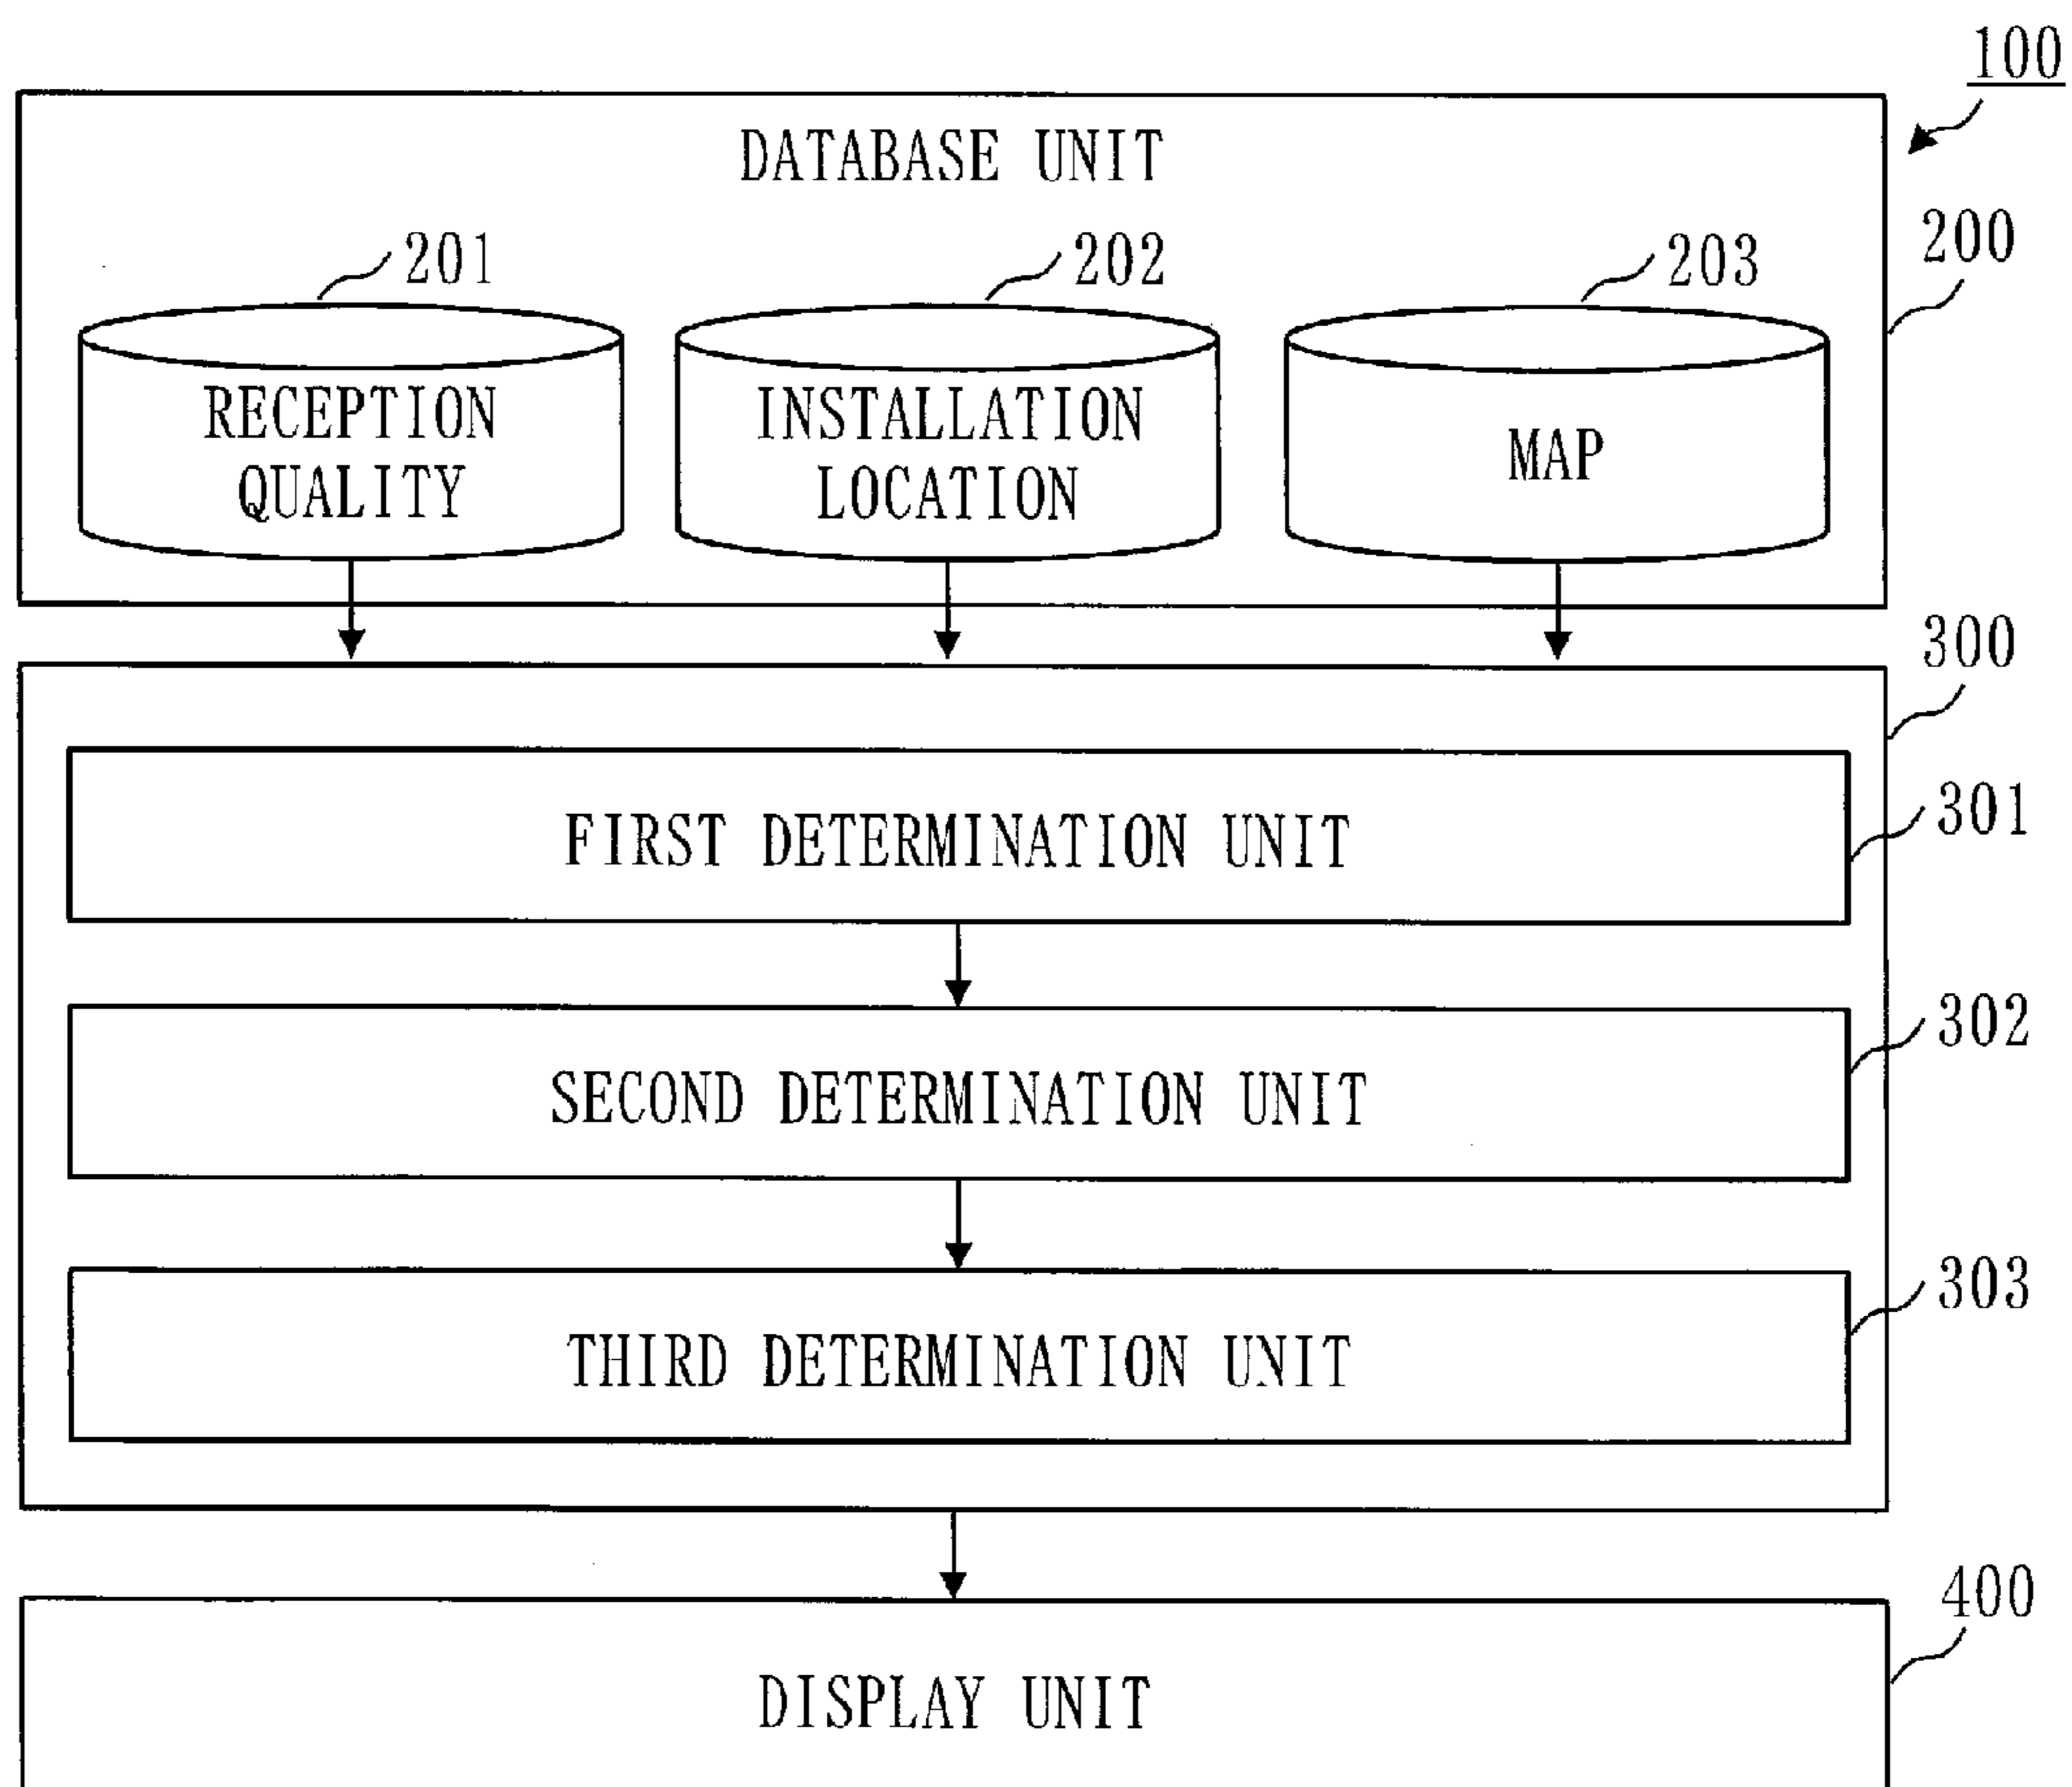 100
DATABASE UNIT
200
201
202
203
RECEPTION
QUALITY
INSTALLATION
LOCATION
MAP
300
FIRST DETERMINATION UNIT
301
SECOND DETERMINATION UNIT
302
THIRD DETERMINATION UNIT
303
DISPLAY UNIT
400